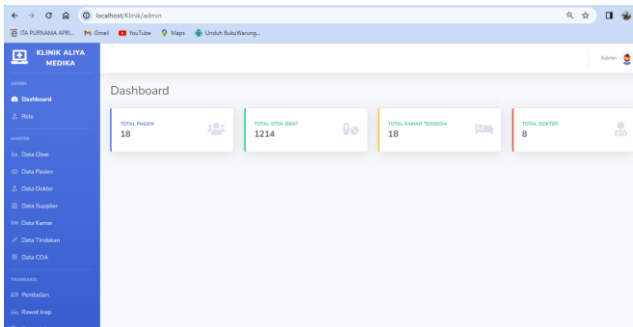 localhost/Klinik/admin
ITA PURNAMA APRI...
Gmail
YouTube
Maps
Unduh BukuWarung...
KLINIK ALIYA
MEDIKA
Admin
ADMIN
Dashboard
Role
MASTER
Data Obat
Data Pasien
Data Dokter
Data Supplier
Data Kamar
Data Tindakan
Data COA
TRANSAKSI
Pembelian
Rawat Inap
Dashboard
TOTAL PASIEN
18
TOTAL STOK OBAT
1214
TOTAL KAMAR TERSEDIA
18
TOTAL DOKTER
8